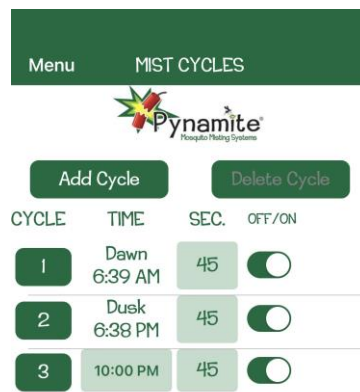 Menu MIST CYCLES
Pynamite
Mosquito Misting Systems
Add Cycle Delete Cycle
CYCLE TIME SEC. OFF/ON
1 Dawn 6:39 AM 45
2 Dusk 6:38 PM 45
3 10:00 PM 45